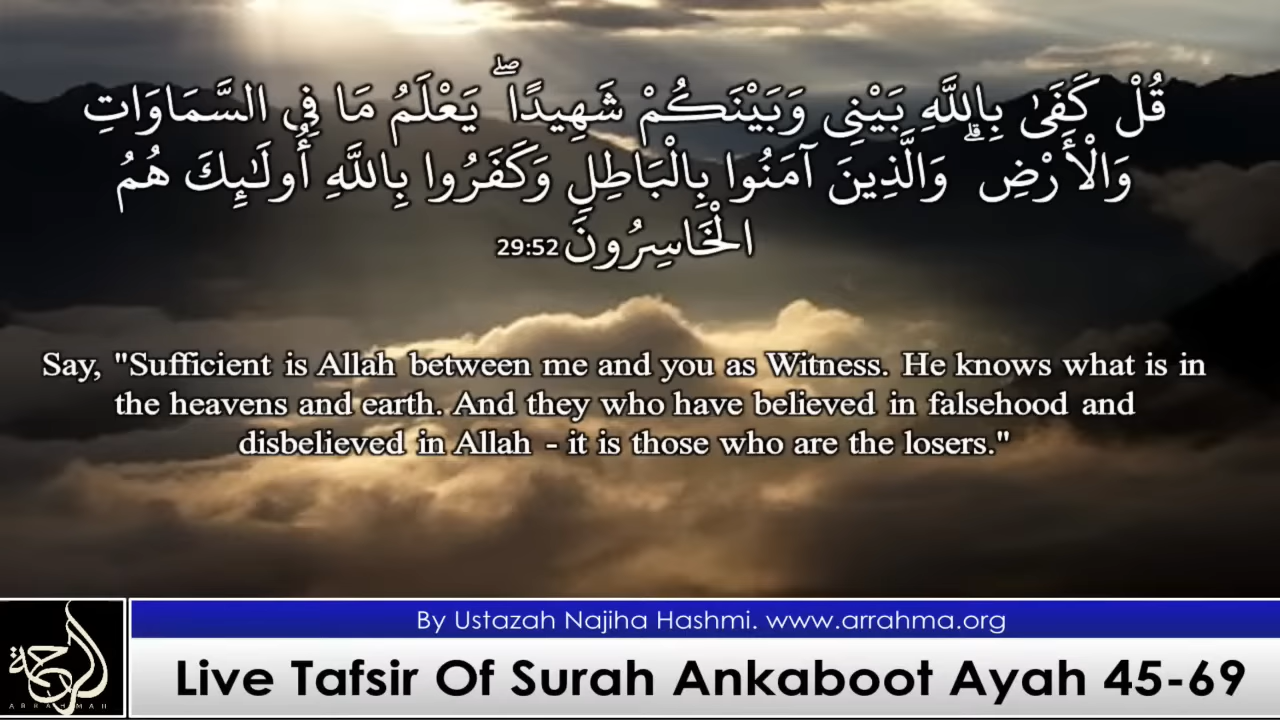 قُلْ كَفَىٰ بِاللَّهِ بَيْنِي وَبَيْنَكُمْ شَهِيدًا ۖ يَعْلَمُ مَا فِي السَّمَاوَاتِ
وَالْأَرْضِ ۗ وَالَّذِينَ آمَنُوا بِالْبَاطِلِ وَكَفَرُوا بِاللَّهِ أُولَٰئِكَ هُمُ
الْخَاسِرُونَ 29:52
Say, "Sufficient is Allah between me and you as Witness. He knows what is in
the heavens and earth. And they who have believed in falsehood and
disbelieved in Allah - it is those who are the losers."
By Ustazah Najiha Hashmi. www.arrahma.org
Live Tafsir Of Surah Ankaboot Ayah 45-69
الرحمة
ARRAHMAH